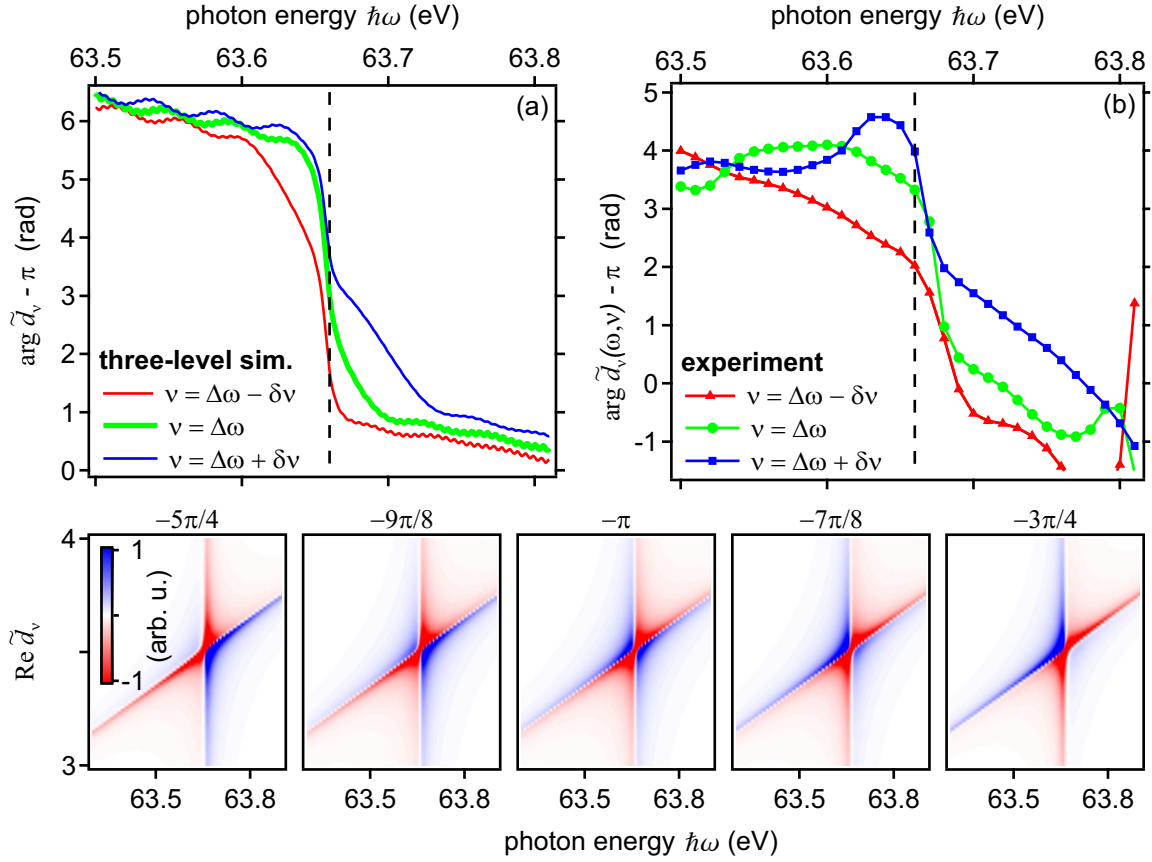 photon energy ħω (eV)
63.5 63.6 63.7 63.8
(a)
arg d̃ᵥ - π (rad)
6
5
4
3
2
1
0
three-level sim.
ν = Δω − δν
ν = Δω
ν = Δω + δν
photon energy ħω (eV)
63.5 63.6 63.7 63.8
(b)
arg d̃ᵥ(ω,ν) - π (rad)
5
4
3
2
1
0
-1
experiment
ν = Δω − δν
ν = Δω
ν = Δω + δν
−5π/4 −9π/8 −π −7π/8 −3π/4
Re d̃ᵥ
4
3
1
-1
(arb. u.)
63.5 63.8 63.5 63.8 63.5 63.8 63.5 63.8 63.5 63.8
photon energy ħω (eV)